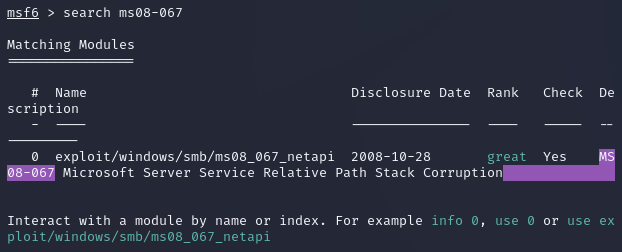 msf6 > search ms08-067
Matching Modules
================
#  Name                                 Disclosure Date  Rank   Check  De
scription
-  ----                                 ---------------  ----   -----  --
---------
0  exploit/windows/smb/ms08_067_netapi  2008-10-28       great  Yes    MS
08-067 Microsoft Server Service Relative Path Stack Corruption
Interact with a module by name or index. For example info 0, use 0 or use ex
ploit/windows/smb/ms08_067_netapi